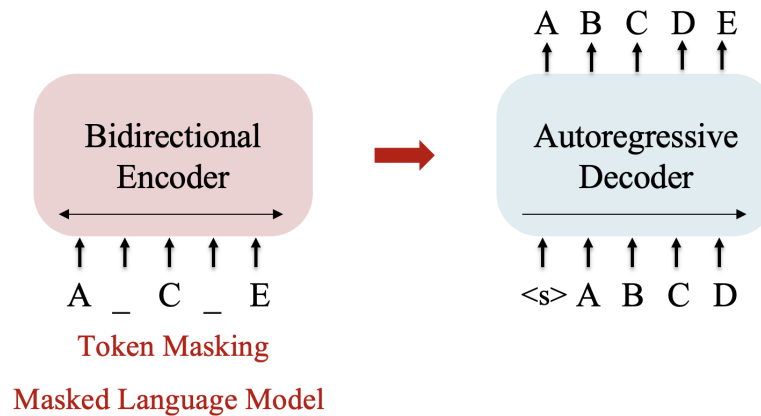 A B C D E
Bidirectional
Encoder
Autoregressive
Decoder
A _ C _ E
<s> A B C D
Token Masking
Masked Language Model